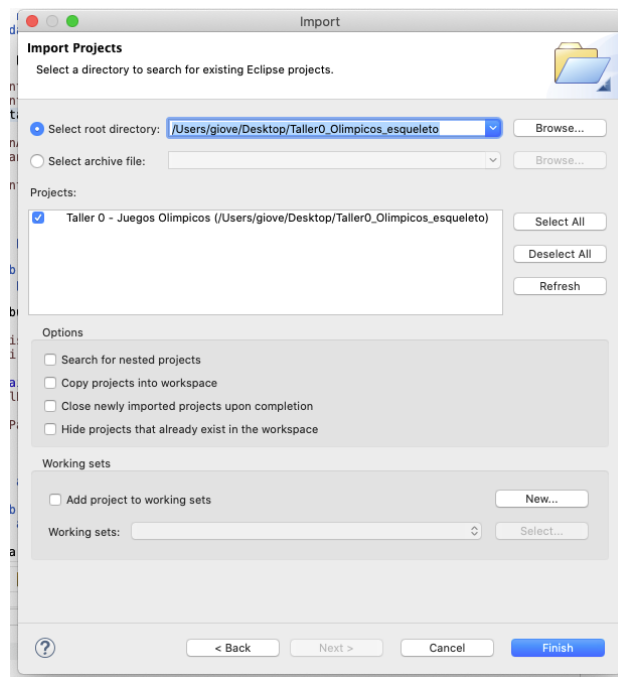 Import
Import Projects
Select a directory to search for existing Eclipse projects.
Select root directory: /Users/giove/Desktop/Taller0_Olimpicos_esqueleto Browse...
Select archive file: Browse...
Projects:
Taller 0 - Juegos Olimpicos (/Users/giove/Desktop/Taller0_Olimpicos_esqueleto) Select All
Deselect All
Refresh
Options
Search for nested projects
Copy projects into workspace
Close newly imported projects upon completion
Hide projects that already exist in the workspace
Working sets
Add project to working sets New...
Working sets: Select...
? < Back Next > Cancel Finish